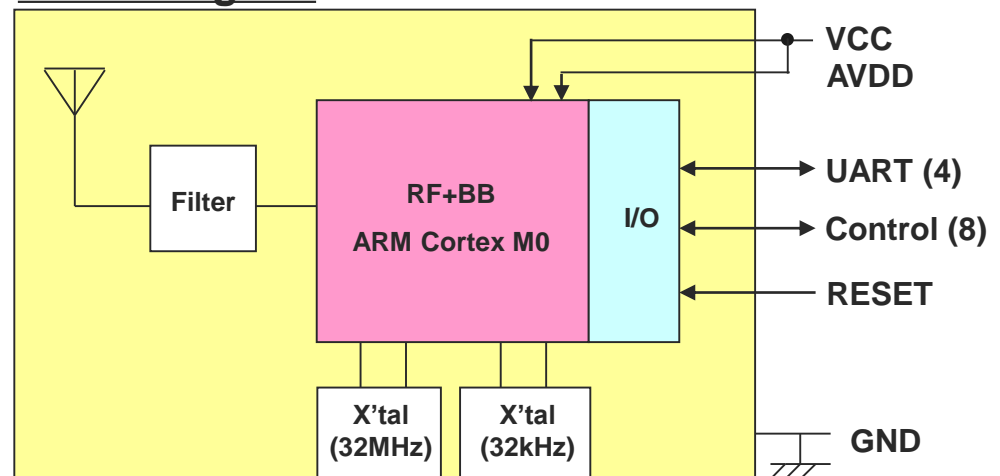 VCC
AVDD
Filter
RF+BB
ARM Cortex M0
I/O
UART (4)
Control (8)
RESET
X'tal
(32MHz)
X'tal
(32kHz)
GND